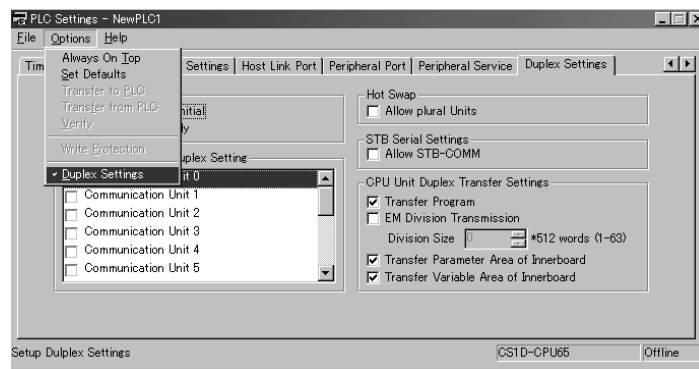 PLC Settings - NewPLC1
File Options Help
Always On Top
Set Defaults
Transfer to PLC
Transfer from PLC
Verify
Write Protection
Duplex Settings
Tim
Settings
Host Link Port
Peripheral Port
Peripheral Service
Duplex Settings
nitial
ly
uplex Setting
it 0
Communication Unit 1
Communication Unit 2
Communication Unit 3
Communication Unit 4
Communication Unit 5
Hot Swap
Allow plural Units
STB Serial Settings
Allow STB-COMM
CPU Unit Duplex Transfer Settings
Transfer Program
EM Division Transmission
Division Size 0 *512 words (1-63)
Transfer Parameter Area of Innerboard
Transfer Variable Area of Innerboard
Setup Dulplex Settings
CS1D-CPU65
Offline